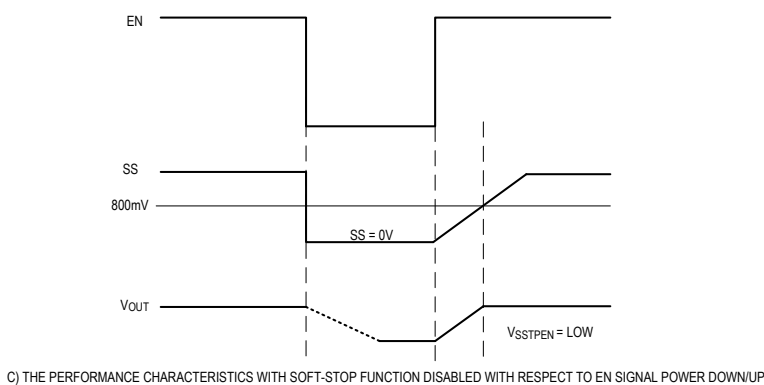 EN
SS
800mV
SS = 0V
VOUT
VSSTPEN = LOW
C) THE PERFORMANCE CHARACTERISTICS WITH SOFT-STOP FUNCTION DISABLED WITH RESPECT TO EN SIGNAL POWER DOWN/UP